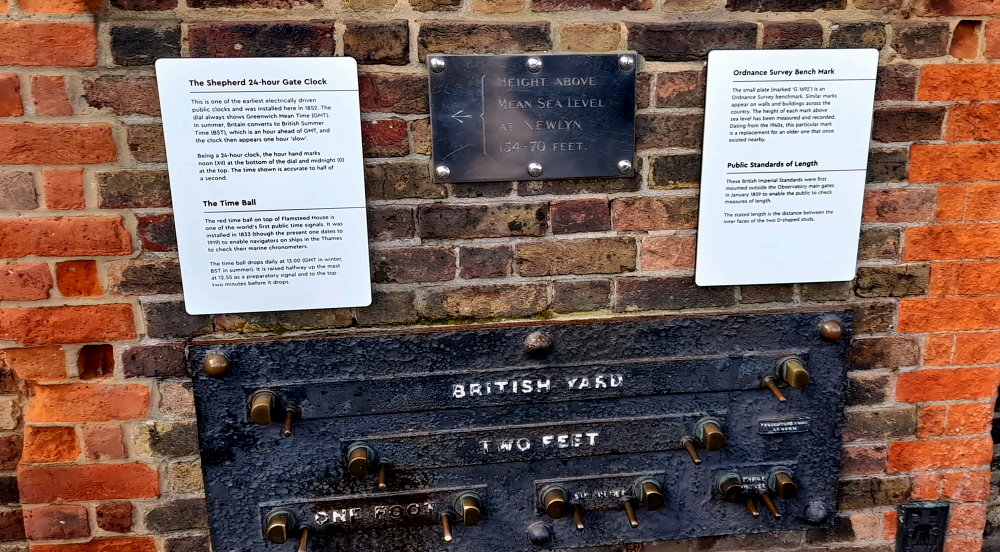 The Shepherd 24-hour Gate Clock
This is one of the earliest electrically driven
public clocks and was installed here in 1852. The
dial always shows Greenwich Mean Time (GMT).
In summer, Britain converts to British Summer
Time (BST), which is an hour ahead of GMT, and
the clock then appears one hour 'slow'.
Being a 24-hour clock, the hour hand marks
noon (XII) at the bottom of the dial and midnight (0)
at the top. The time shown is accurate to half of
a second.
The Time Ball
The red time ball on top of Flamsteed House is
one of the world's first public time signals. It was
installed in 1833 (though the present one dates to
1919) to enable navigators on ships in the Thames
to check their marine chronometers.
The time ball drops daily at 13.00 (GMT in winter,
BST in summer). It is raised halfway up the mast
at 12.55 as a preparatory signal and to the top
two minutes before it drops.
HEIGHT ABOVE
MEAN SEA LEVEL
AT NEWLYN
154·70 FEET.
Ordnance Survey Bench Mark
The small plate (marked 'G 1692') is an
Ordnance Survey benchmark. Similar marks
appear on walls and buildings across the
country. The height of each mark above
sea level has been measured and recorded.
Dating from the 1940s, this particular mark
is a replacement for an older one that once
existed nearby.
Public Standards of Length
These British Imperial Standards were first
mounted outside the Observatory main gates
in January 1859 to enable the public to check
measures of length.
The stated length is the distance between the
inner faces of the two D-shaped studs.
BRITISH YARD
TWO FEET
LONDON
ONE FOOT
SIX INCHES
THREE
INCHES